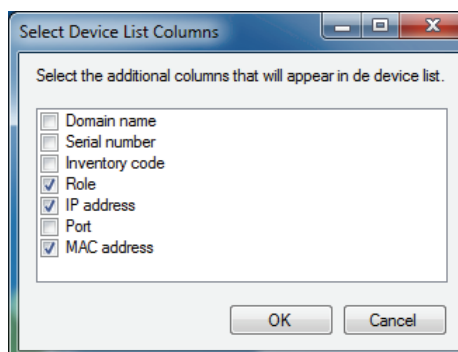 Select Device List Columns
Select the additional columns that will appear in de device list.
Domain name
Serial number
Inventory code
Role
IP address
Port
MAC address
OK
Cancel